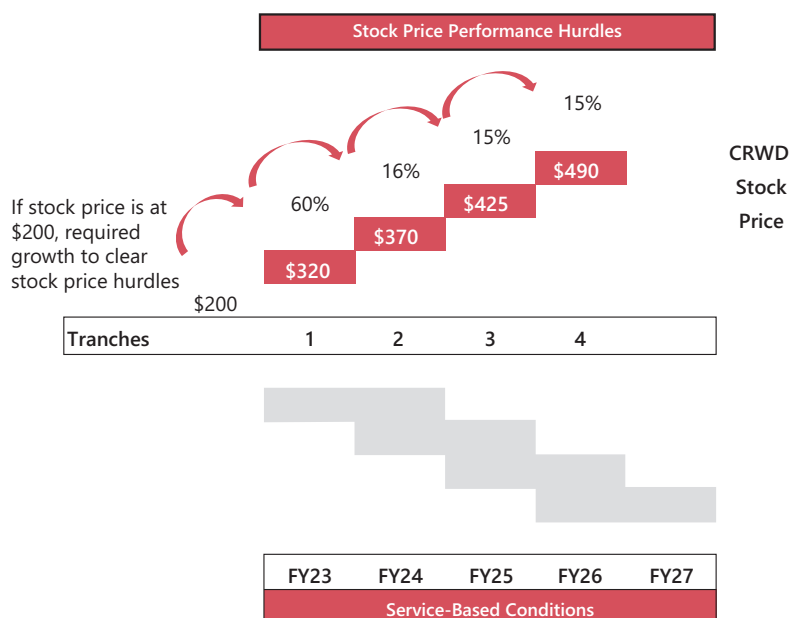 Stock Price Performance Hurdles
15%
15%
16%
60%
CRWD
Stock
Price
$490
$425
$370
$320
If stock price is at
$200, required
growth to clear
stock price hurdles
$200
Tranches 1 2 3 4
FY23 FY24 FY25 FY26 FY27
Service-Based Conditions